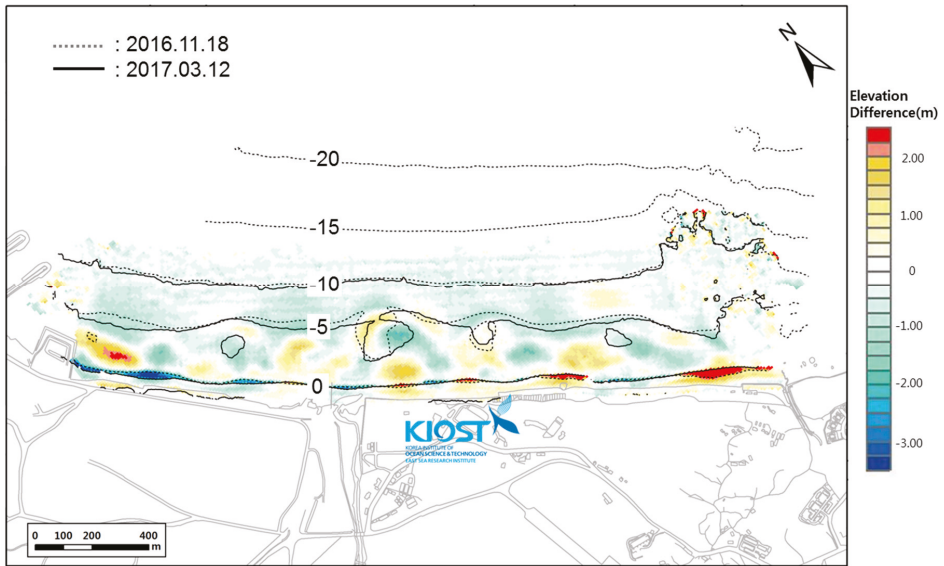 : 2016.11.18
: 2017.03.12
N
Elevation
Difference(m)
2.00
1.00
0
-1.00
-2.00
-3.00
-20
-15
-10
-5
0
KIOST
KOREA INSTITUTE OF
OCEAN SCIENCE & TECHNOLOGY
EAST SEA RESEARCH INSTITUTE
0 100 200 400
m